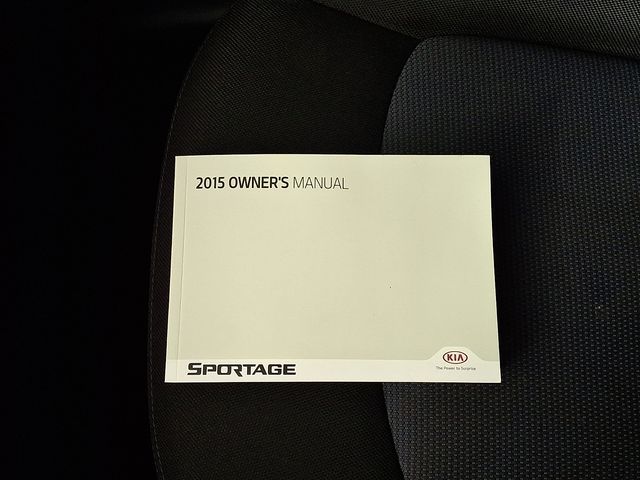 2015 OWNER'S MANUAL
SPORTAGE
KIA
The Power to Surprise